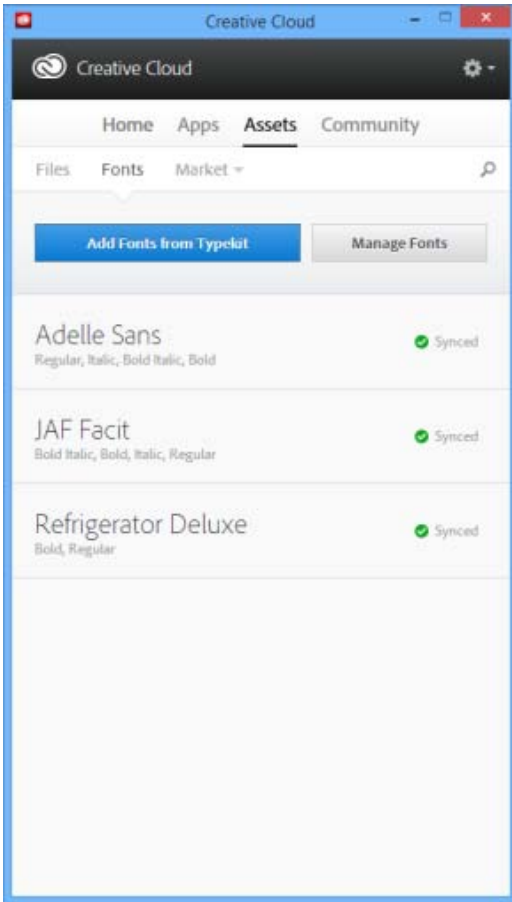 Creative Cloud
Creative Cloud
Home Apps Assets Community
Files Fonts Market
Add Fonts from Typekit Manage Fonts
Adelle Sans
Synced
Regular, Italic, Bold Italic, Bold
JAF Facit
Synced
Bold Italic, Bold, Italic, Regular
Refrigerator Deluxe
Synced
Bold, Regular